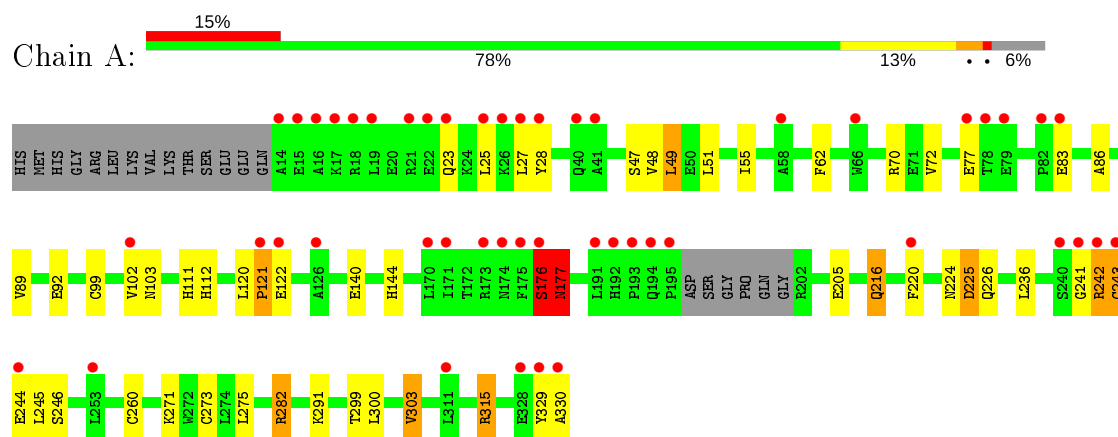 15%
Chain A:
78% 13% • • 6%
HIS MET HIS GLY ARG LEU LYS VAL LYS THR SER GLU GLU GLN A14 E15 A16 K17 R18 L19 E20 R21 E22 Q23 K24 L25 K26 L27 Y28 Q40 A41 S47 V48 L49 E50 L51 I55 A58 F62 W66 R70 E71 V72 E77 T78 E79 P82 E83 A86
V89 E92 C99 V102 N103 H111 H112 L120 P121 E122 A126 E140 H144 L170 I171 T172 R173 N174 F175 S176 N177 L191 H192 P193 Q194 P195 ASP SER GLY PRO GLN GLY R202 E205 Q216 F220 N224 D225 Q226 L236 S240 G241 R242
E244 L245 S246 L253 C260 K271 W272 C273 L274 L275 R282 K291 T299 L300 V303 L311 R315 E328 Y329 A330